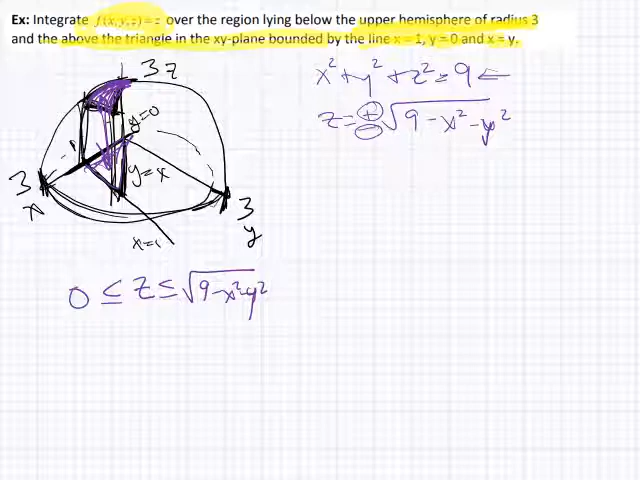 Ex: Integrate f(x,y,z)=z over the region lying below the upper hemisphere of radius 3
and the above the triangle in the xy-plane bounded by the line x = 1, y = 0 and x = y.
x² + y² + z² = 9 ⇐
z = ± √9 - x² - y²
3 z
y=0
y=x
3
x
3
y
x=1
0 ≤ z ≤ √9-x²y²